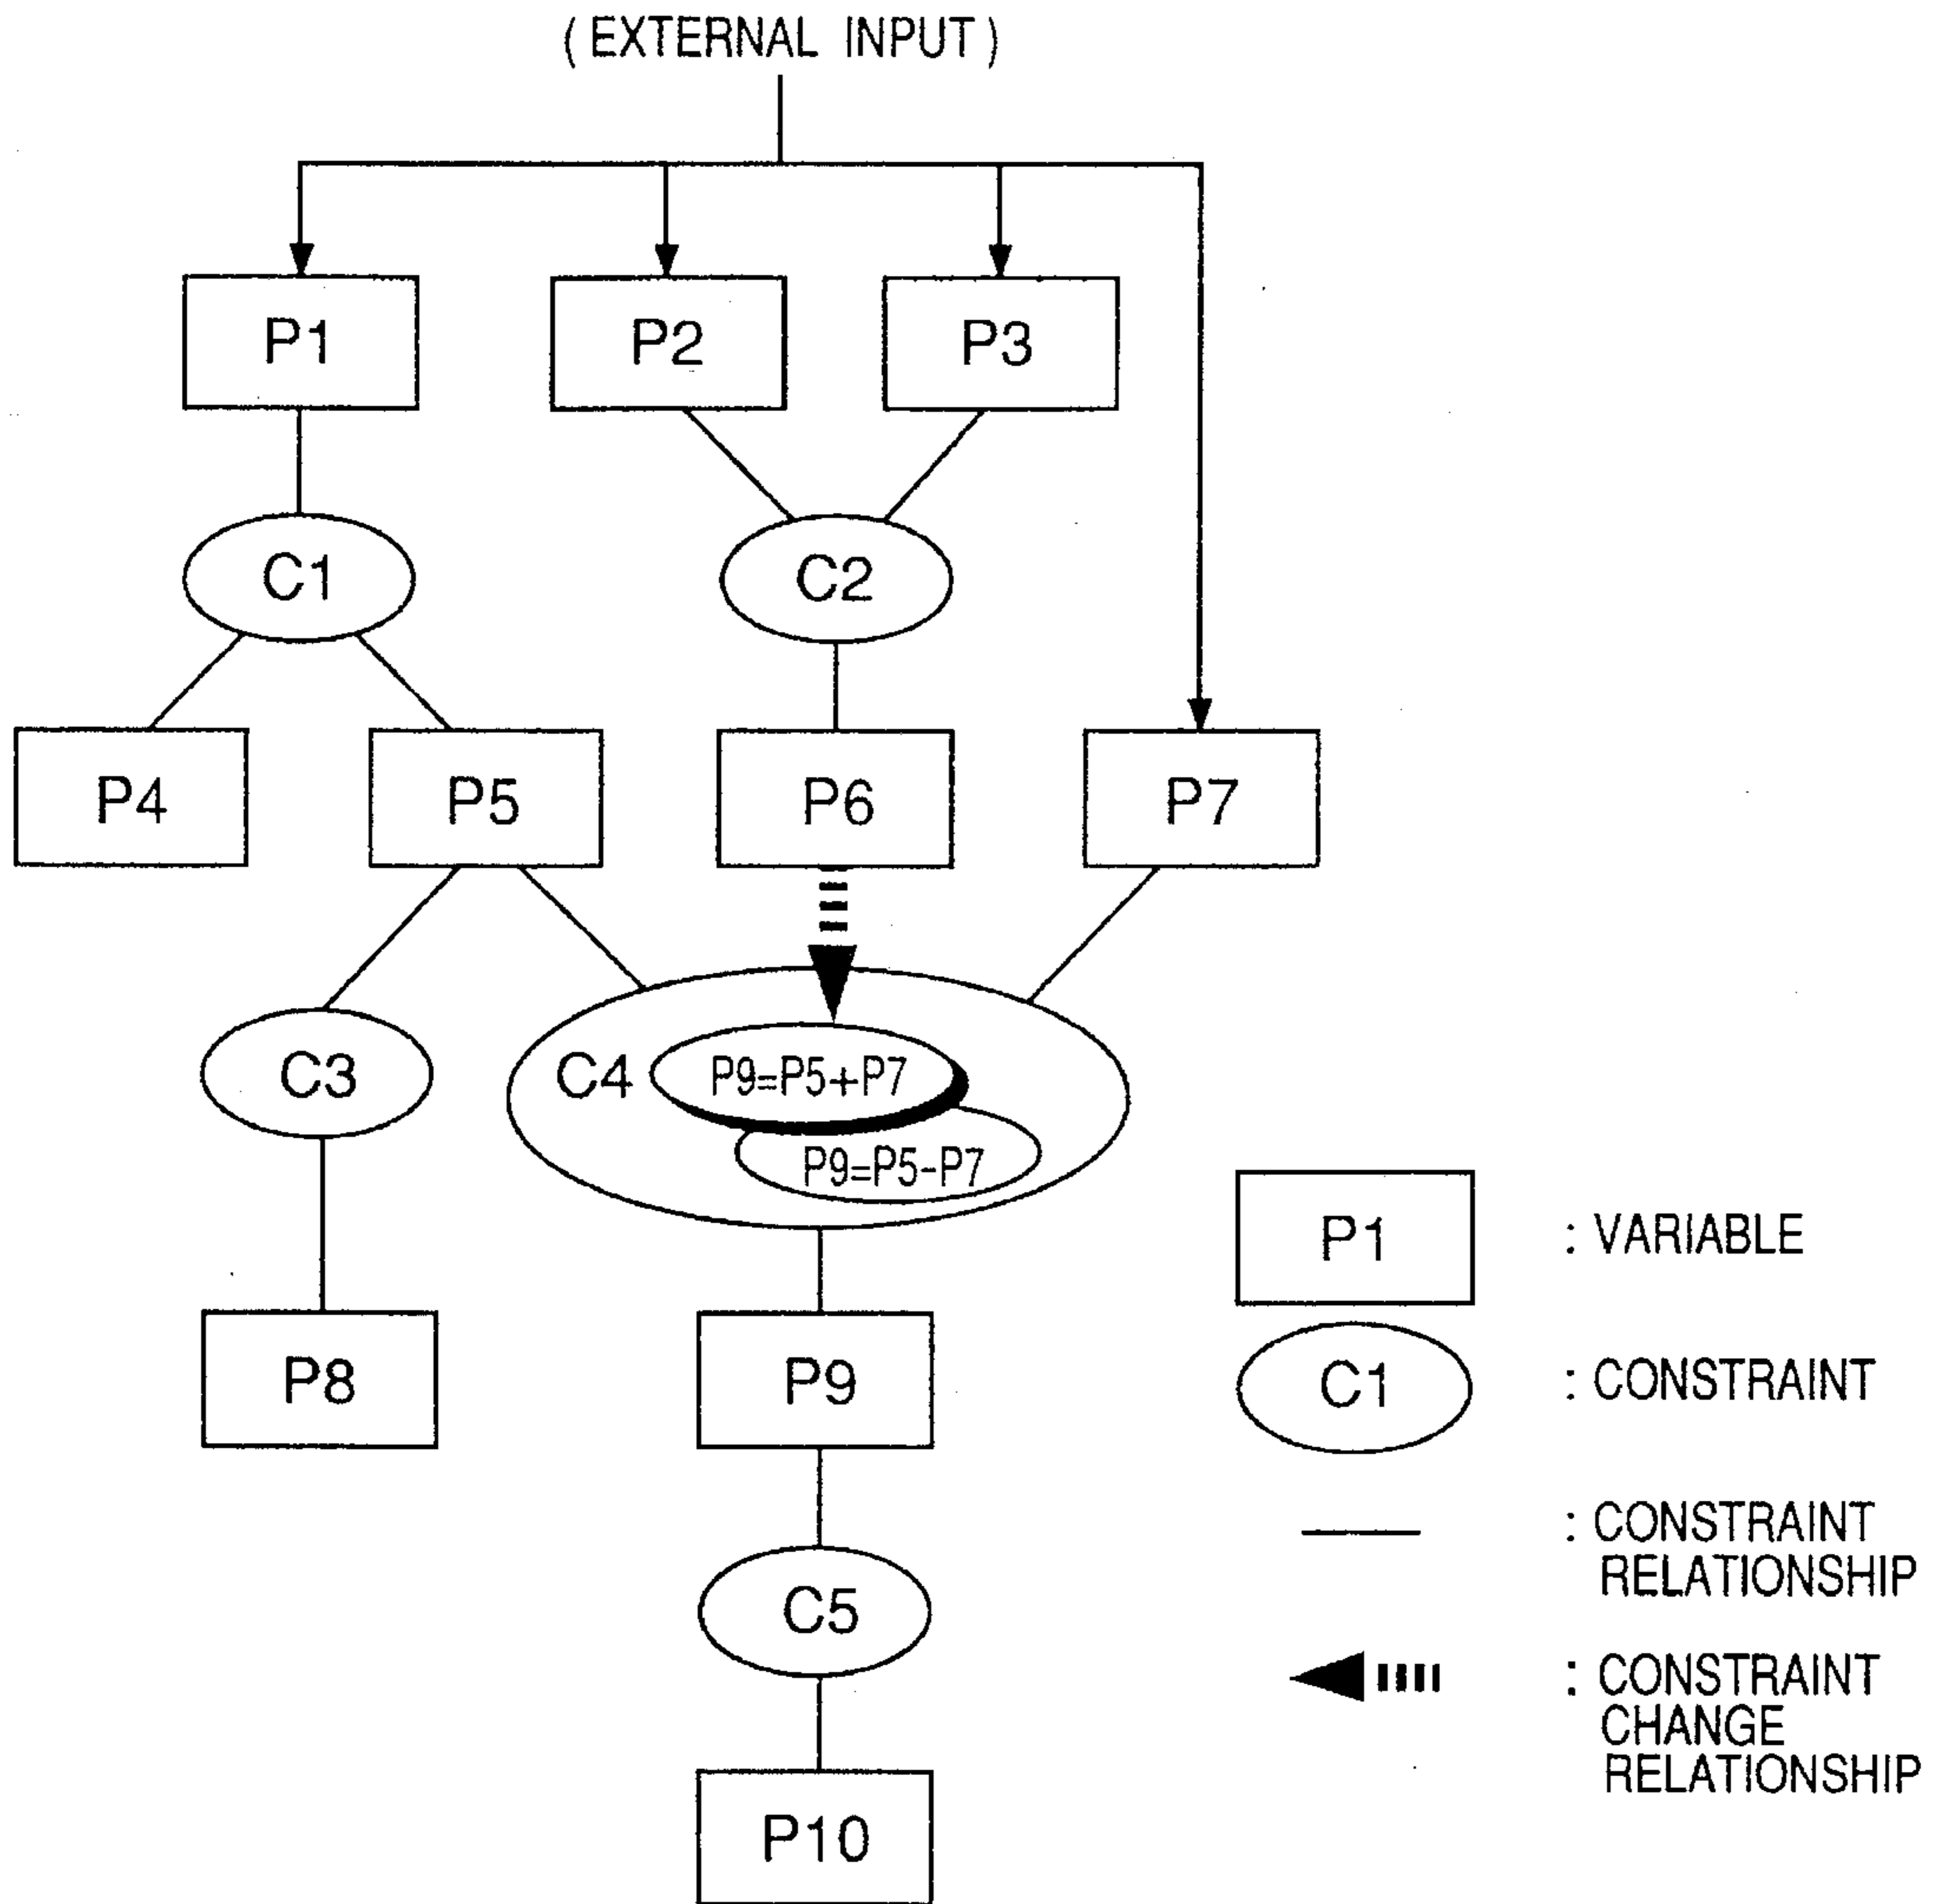 (EXTERNAL INPUT)
P1
P2
P3
C1
C2
P4
P5
P6
P7
C3
C4
P9=P5+P7
P9=P5-P7
P8
P9
C5
P10
P1
: VARIABLE
C1
: CONSTRAINT
: CONSTRAINT
RELATIONSHIP
: CONSTRAINT
CHANGE
RELATIONSHIP